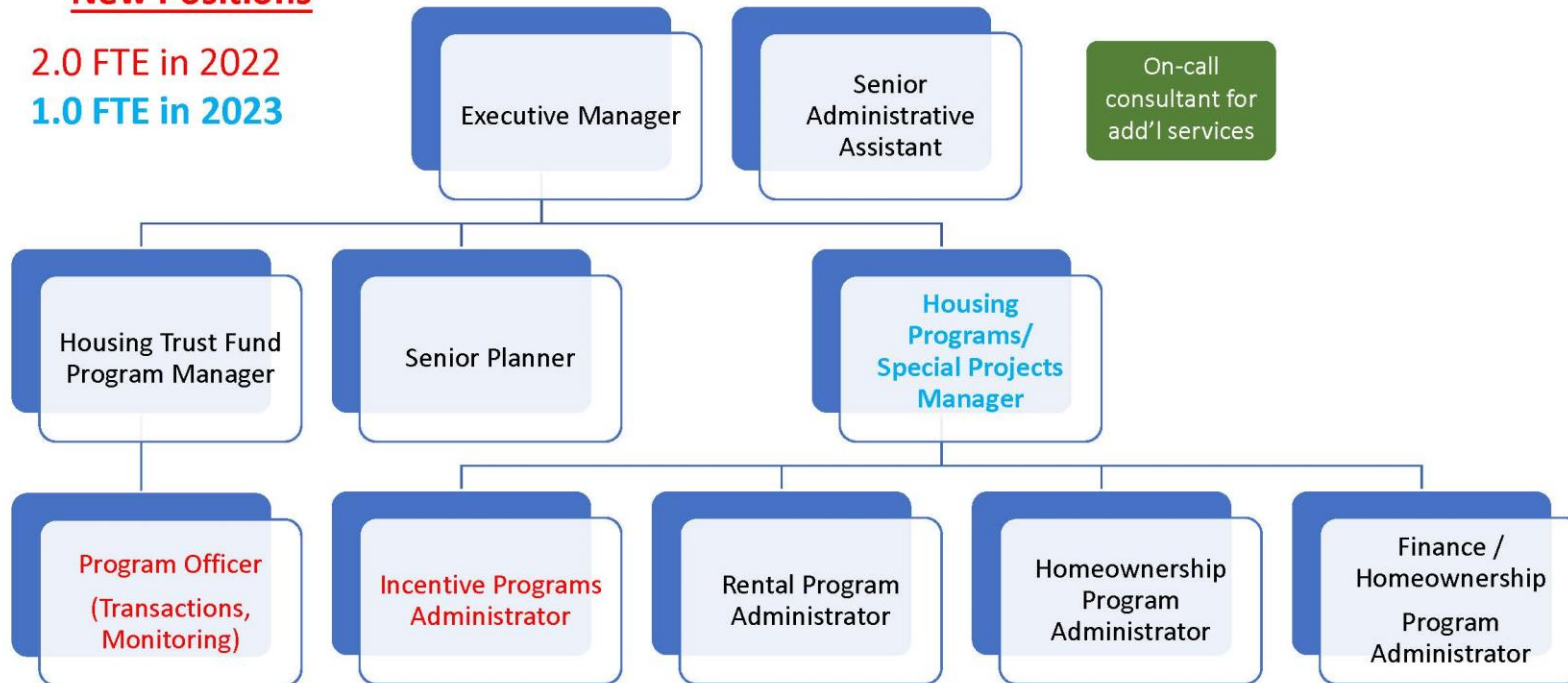 New Positions
2.0 FTE in 2022
1.0 FTE in 2023
Executive Manager
Senior
Administrative
Assistant
On-call
consultant for
add’l services
Housing Trust Fund
Program Manager
Senior Planner
Housing
Programs/
Special Projects
Manager
Program Officer
(Transactions,
Monitoring)
Incentive Programs
Administrator
Rental Program
Administrator
Homeownership
Program
Administrator
Finance /
Homeownership
Program
Administrator